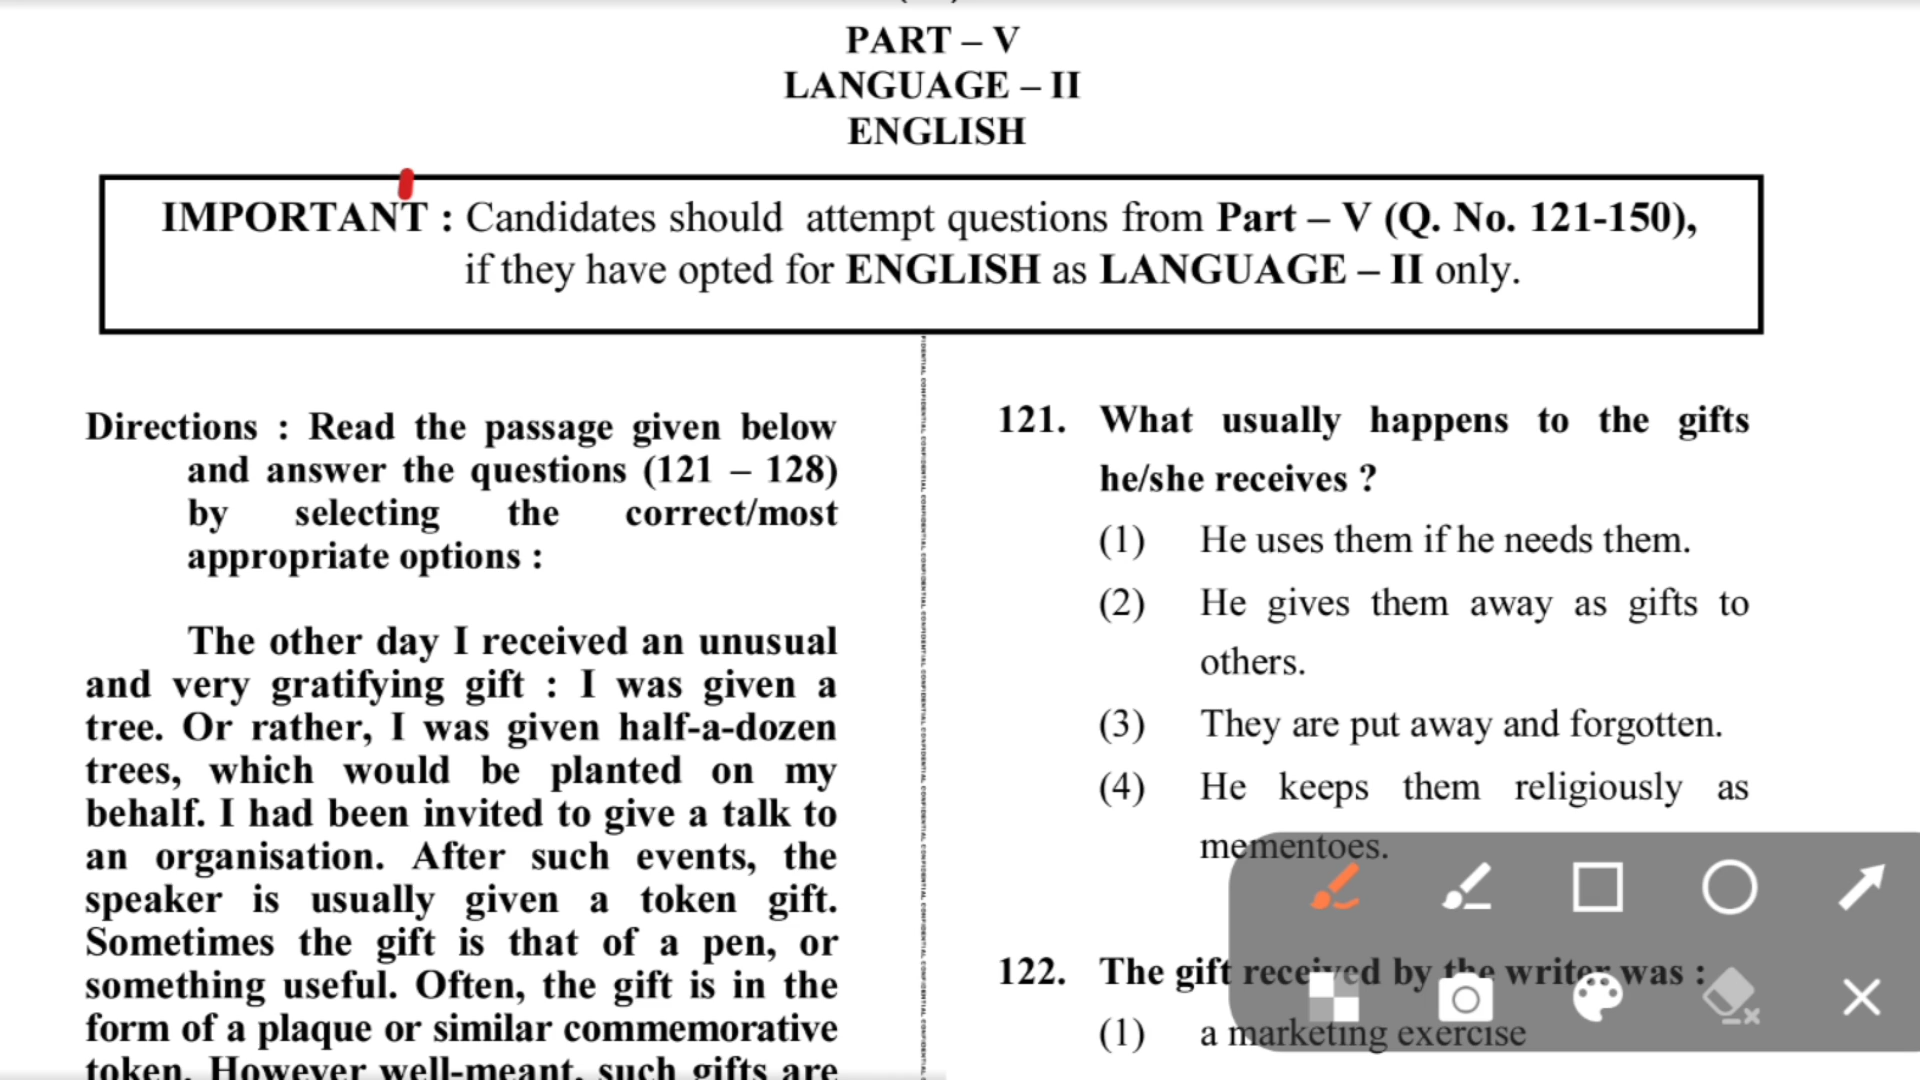 PART – V
LANGUAGE – II
ENGLISH
IMPORTANT : Candidates should attempt questions from Part – V (Q. No. 121-150),
if they have opted for ENGLISH as LANGUAGE – II only.
Directions : Read the passage given below
and answer the questions (121 – 128)
by selecting the correct/most
appropriate options :
The other day I received an unusual
and very gratifying gift : I was given a
tree. Or rather, I was given half-a-dozen
trees, which would be planted on my
behalf. I had been invited to give a talk to
an organisation. After such events, the
speaker is usually given a token gift.
Sometimes the gift is that of a pen, or
something useful. Often, the gift is in the
form of a plaque or similar commemorative
token. However well-meant, such gifts are
121. What usually happens to the gifts
he/she receives ?
(1) He uses them if he needs them.
(2) He gives them away as gifts to
others.
(3) They are put away and forgotten.
(4) He keeps them religiously as
mementoes.
122. The gift received by the writer was :
(1) a marketing exercise